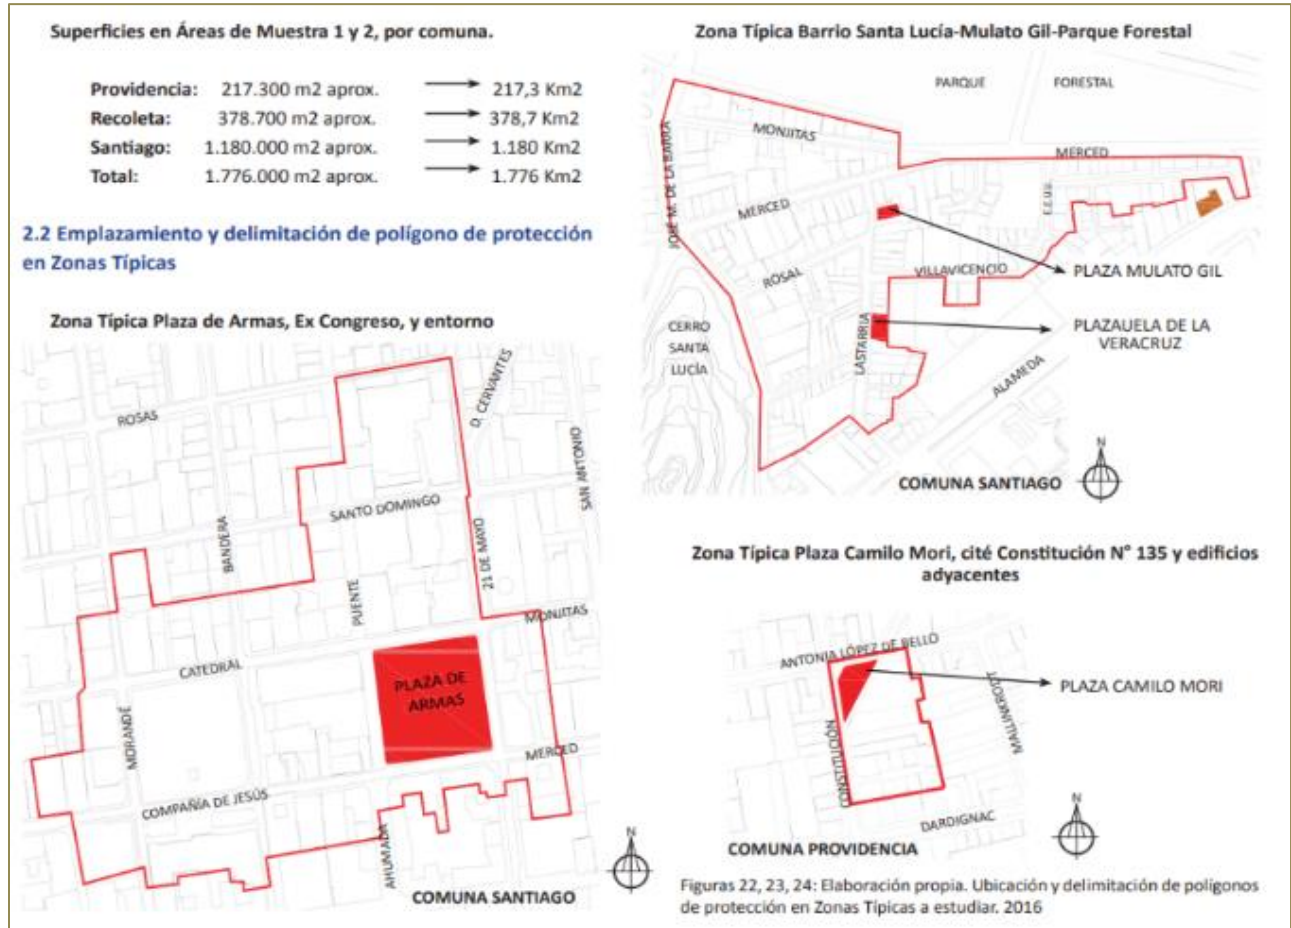 Superficies en Áreas de Muestra 1 y 2, por comuna.
Providencia: 217.300 m2 aprox. 217,3 Km2
Recoleta: 378.700 m2 aprox. 378,7 Km2
Santiago: 1.180.000 m2 aprox. 1.180 Km2
Total: 1.776.000 m2 aprox. 1.776 Km2
2.2 Emplazamiento y delimitación de polígono de protección
en Zonas Típicas
Zona Típica Plaza de Armas, Ex Congreso, y entorno
ROSAS
D. CERVANTES
SAN ANTONIO
SANTO DOMINGO
BANDERA
21 DE MAYO
PUENTE
MONJITAS
CATEDRAL
PLAZA DE
ARMAS
MORANDÉ
MERCED
COMPAÑÍA DE JESÚS
AHUMADA
N
COMUNA SANTIAGO
Zona Típica Barrio Santa Lucía-Mulato Gil-Parque Forestal
PARQUE FORESTAL
MONJITAS
JOSÉ M. DE LA BARRA
MERCED
MERCED
E.E.U.U.
ROSAL
VILLAVICENCIO
PLAZA MULATO GIL
CERRO
SANTA
LUCÍA
LASTARRIA
PLAZAUELA DE LA
VERACRUZ
ALAMEDA
N
COMUNA SANTIAGO
Zona Típica Plaza Camilo Mori, cité Constitución N° 135 y edificios
adyacentes
ANTONIA LÓPEZ DE BELLO
PLAZA CAMILO MORI
MALLINKRODT
CONSTITUCIÓN
DARDIGNAC
N
COMUNA PROVIDENCIA
Figuras 22, 23, 24: Elaboración propia. Ubicación y delimitación de polígonos
de protección en Zonas Típicas a estudiar. 2016